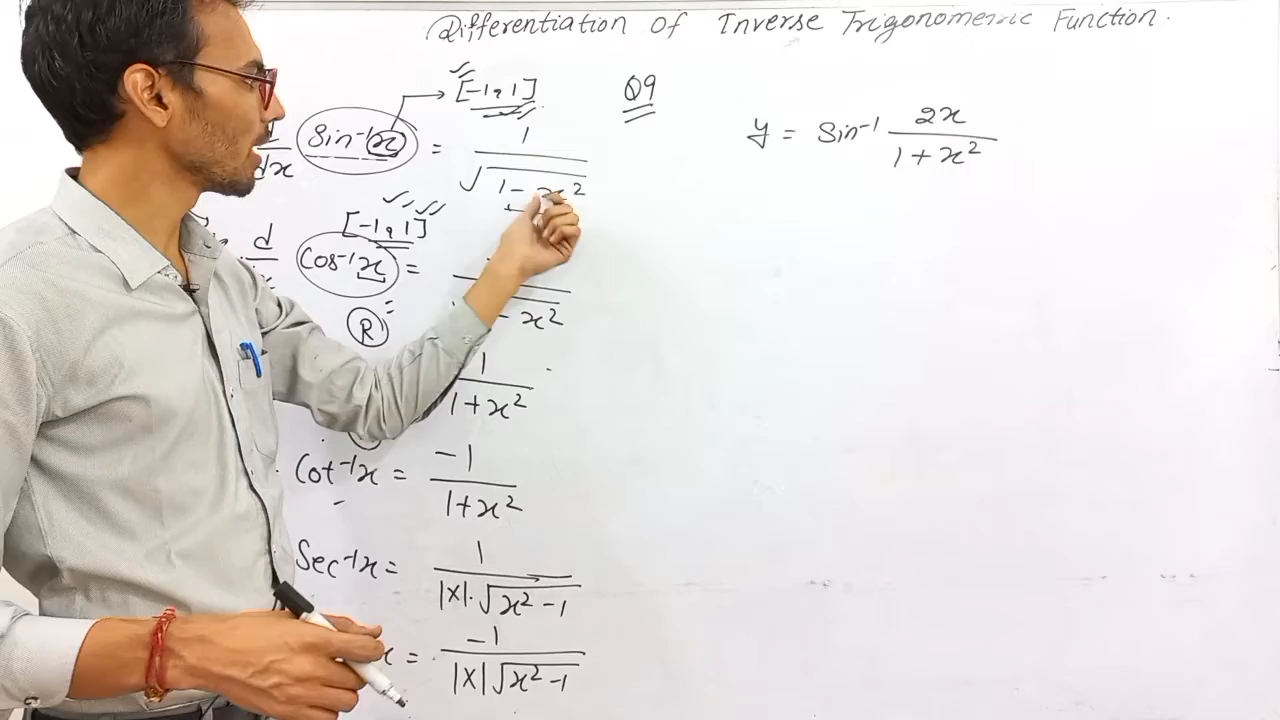 Differentiation of Inverse Trigonometric Function.
[-1, 1]
Q9
d/dx Sin⁻¹x = 1/√(1-x²)
y = Sin⁻¹ 2x/(1+x²)
[-1, 1]
d Cos⁻¹x = - x²
R
1/(1+x²)
Cot⁻¹x = -1/(1+x²)
Sec⁻¹x = 1/(|x|.√(x²-1))
x = -1/(|x|√(x²-1))